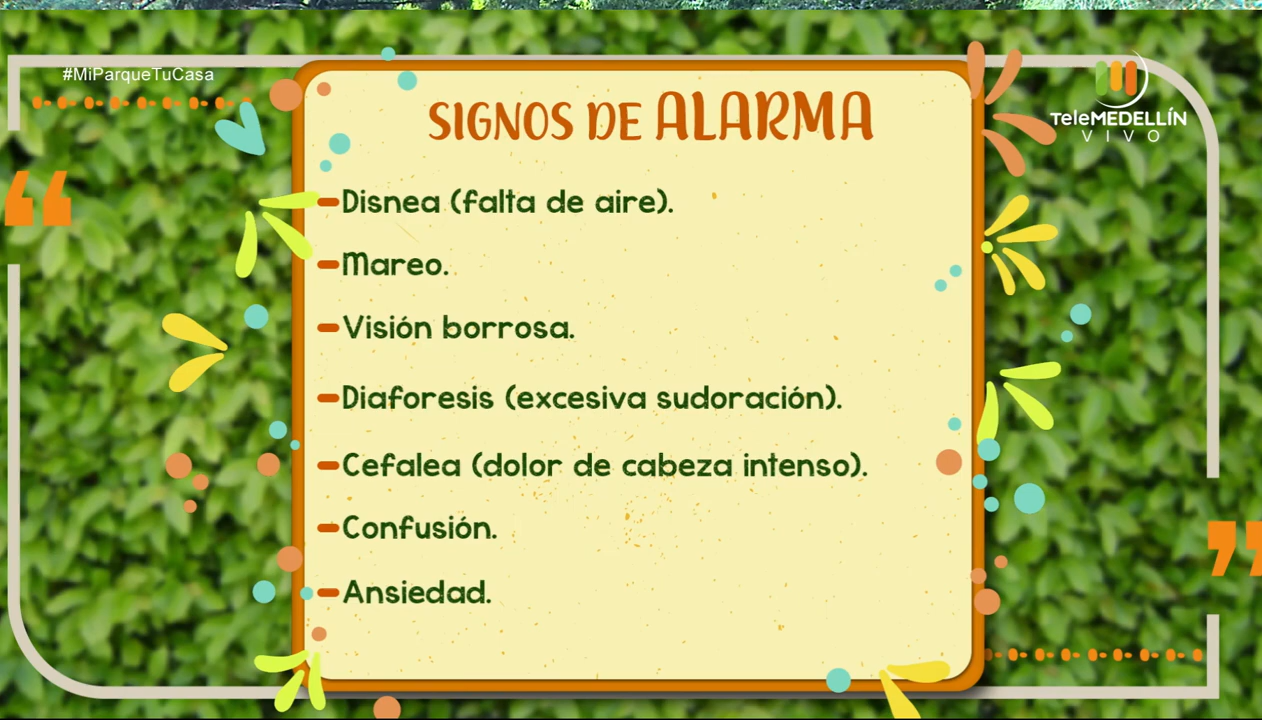 #MiParqueTuCasa
TeleMEDELLÍN
VIVO
SIGNOS DE ALARMA
Disnea (falta de aire).
Mareo.
Visión borrosa.
Diaforesis (excesiva sudoración).
Cefalea (dolor de cabeza intenso).
Confusión.
Ansiedad.